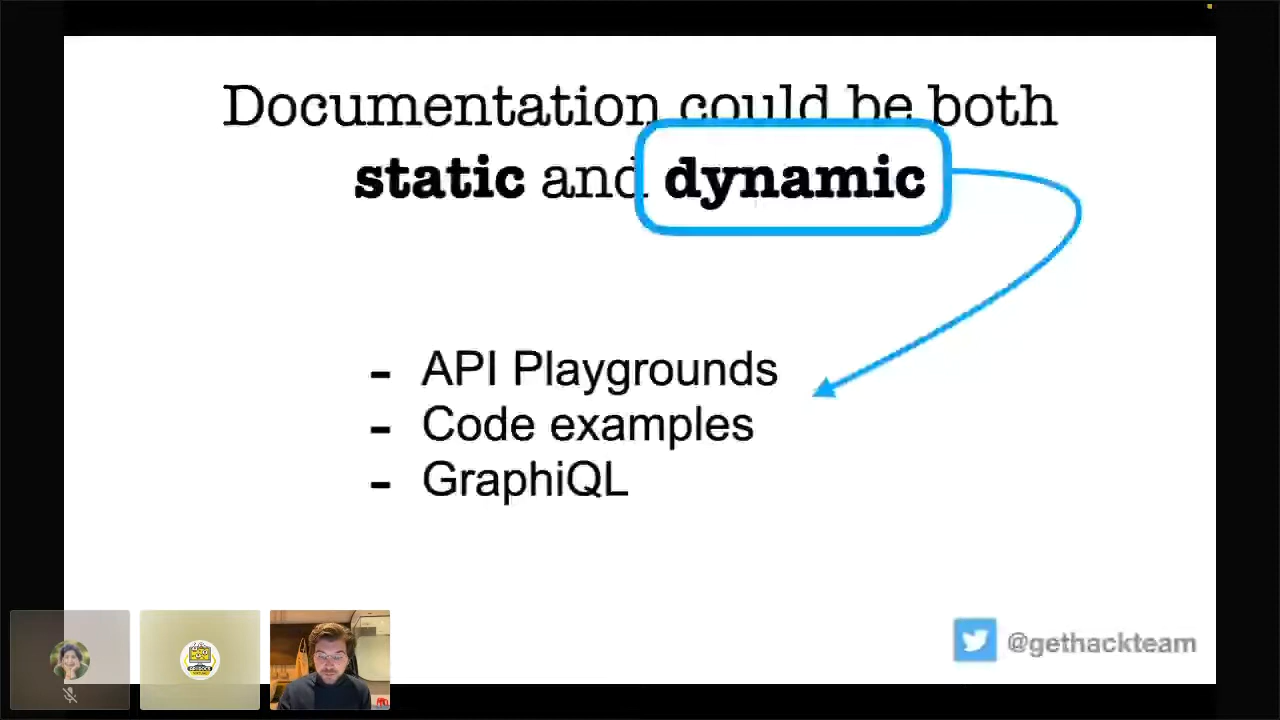 Documentation could be both
static and dynamic
- API Playgrounds
- Code examples
- GraphiQL
@gethackteam